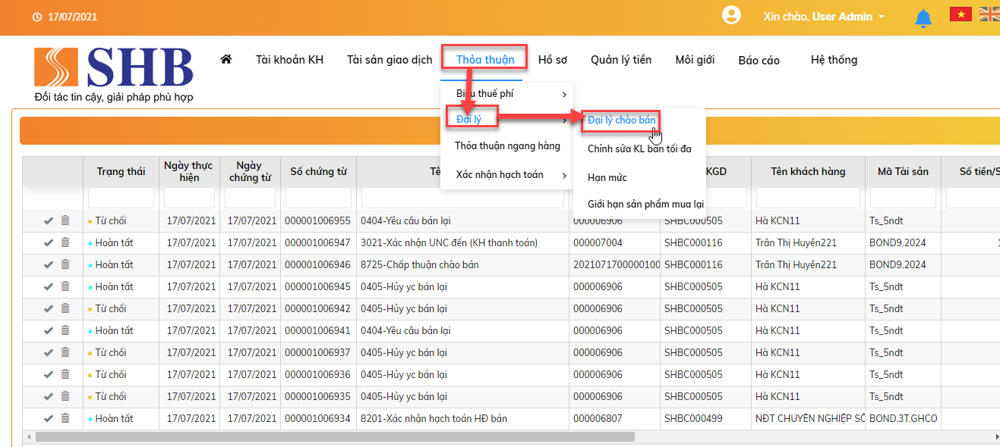 17/07/2021
Xin chào, User Admin
SHB
Đối tác tin cậy, giải pháp phù hợp
Tài khoản KH
Tài sản giao dịch
Thỏa thuận
Hồ sơ
Quản lý tiền
Môi giới
Báo cáo
Hệ thống
Biểu thuế phí
Đại lý
Thỏa thuận ngang hàng
Xác nhận hạch toán
Đại lý chào bán
Chỉnh sửa KL bán tối đa
Hạn mức
Giới hạn sản phẩm mua lại
Trạng thái
Ngày thực
hiện
Ngày
chứng từ
Số chứng từ
KGD
Tên khách hàng
Mã Tài sản
Số tiền/S
Từ chối 17/07/2021 17/07/2021 000001006955 0404-Yêu cầu bán lại 000006906 SHBC000505 Hà KCN11 Ts_5ndt
Hoàn tất 17/07/2021 17/07/2021 000001006947 3021-Xác nhận UNC đến (KH thanh toán) 000007004 SHBC000116 Trần Thị Huyền221 BOND9.2024 1
Hoàn tất 17/07/2021 17/07/2021 000001006946 8725-Chấp thuận chào bán 2021071700000100 SHBC000116 Trần Thị Huyền221 BOND9.2024
Hoàn tất 17/07/2021 17/07/2021 000001006945 0405-Hủy yc bán lại 000006906 SHBC000505 Hà KCN11 Ts_5ndt
Từ chối 17/07/2021 17/07/2021 000001006942 0405-Hủy yc bán lại 000006906 SHBC000505 Hà KCN11 Ts_5ndt
Hoàn tất 17/07/2021 17/07/2021 000001006941 0404-Yêu cầu bán lại 000006906 SHBC000505 Hà KCN11 Ts_5ndt
Từ chối 17/07/2021 17/07/2021 000001006937 0405-Hủy yc bán lại 000006906 SHBC000505 Hà KCN11 Ts_5ndt
Từ chối 17/07/2021 17/07/2021 000001006936 0405-Hủy yc bán lại 000006906 SHBC000505 Hà KCN11 Ts_5ndt
Từ chối 17/07/2021 17/07/2021 000001006935 0405-Hủy yc bán lại 000006906 SHBC000505 Hà KCN11 Ts_5ndt
Hoàn tất 17/07/2021 17/07/2021 000001006934 8201-Xác nhận hạch toán HĐ bán 000006807 SHBC000499 NĐT CHUYÊN NGHIỆP SỐ BOND.3T.GHCO